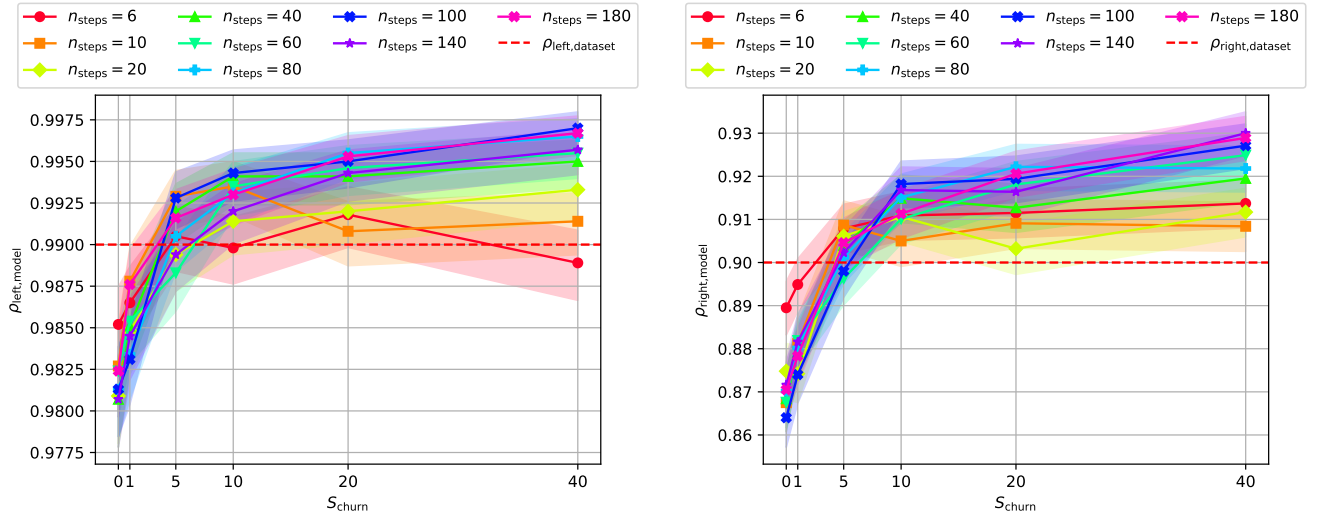 n_steps = 6 n_steps = 40 n_steps = 100 n_steps = 180
n_steps = 10 n_steps = 60 n_steps = 140 ρ_left,dataset
n_steps = 20 n_steps = 80
0.9975
0.9950
0.9925
0.9900
0.9875
0.9850
0.9825
0.9800
0.9775
ρ_left,model
0 1 5 10 20 40
S_churn
n_steps = 6 n_steps = 40 n_steps = 100 n_steps = 180
n_steps = 10 n_steps = 60 n_steps = 140 ρ_right,dataset
n_steps = 20 n_steps = 80
0.93
0.92
0.91
0.90
0.89
0.88
0.87
0.86
ρ_right,model
0 1 5 10 20 40
S_churn